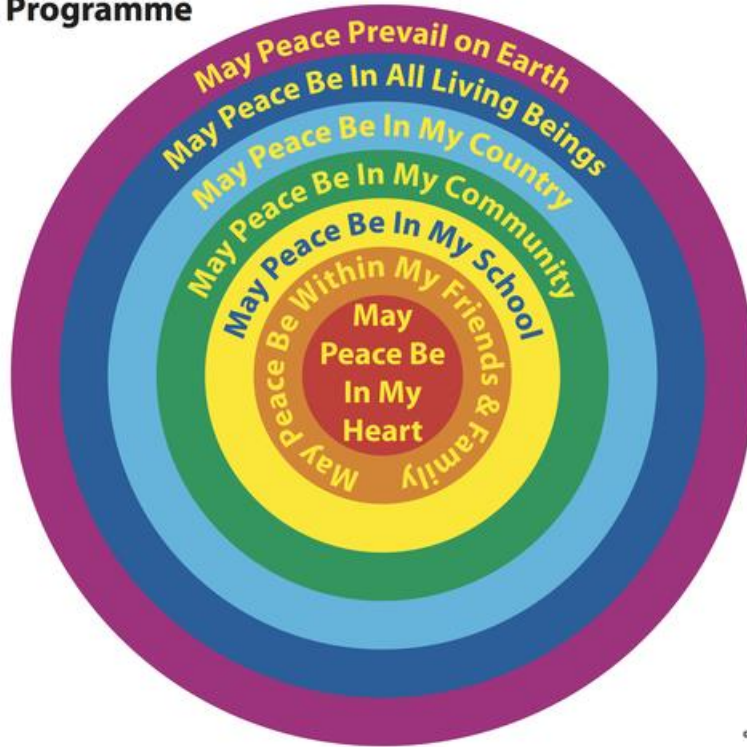 Programme
May Peace Prevail on Earth
May Peace Be In All Living Beings
May Peace Be In My Country
May Peace Be In My Community
May Peace Be In My School
May Peace Be Within My Friends & Family
May
Peace Be
In My
Heart